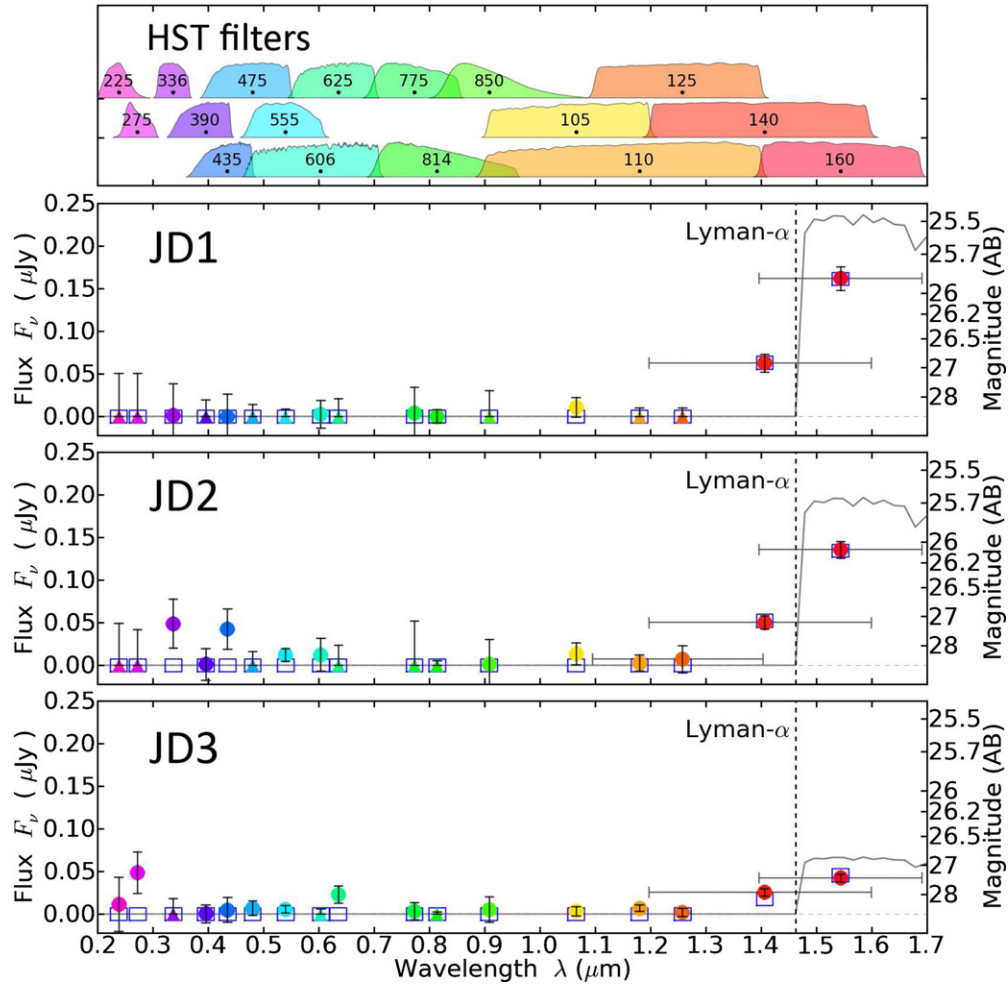 HST filters
225 336 475 625 775 850 125
275 390 555 105 140
435 606 814 110 160
0.25
0.20
0.15
0.10
0.05
0.00
Flux Fν ( μJy)
JD1
Lyman-α
25.5
25.7
26
26.2
26.5
27
28
Magnitude (AB)
0.25
0.20
0.15
0.10
0.05
0.00
Flux Fν ( μJy)
JD2
Lyman-α
25.5
25.7
26
26.2
26.5
27
28
Magnitude (AB)
0.25
0.20
0.15
0.10
0.05
0.00
Flux Fν ( μJy)
JD3
Lyman-α
25.5
25.7
26
26.2
26.5
27
28
Magnitude (AB)
0.2 0.3 0.4 0.5 0.6 0.7 0.8 0.9 1.0 1.1 1.2 1.3 1.4 1.5 1.6 1.7
Wavelength λ (μm)